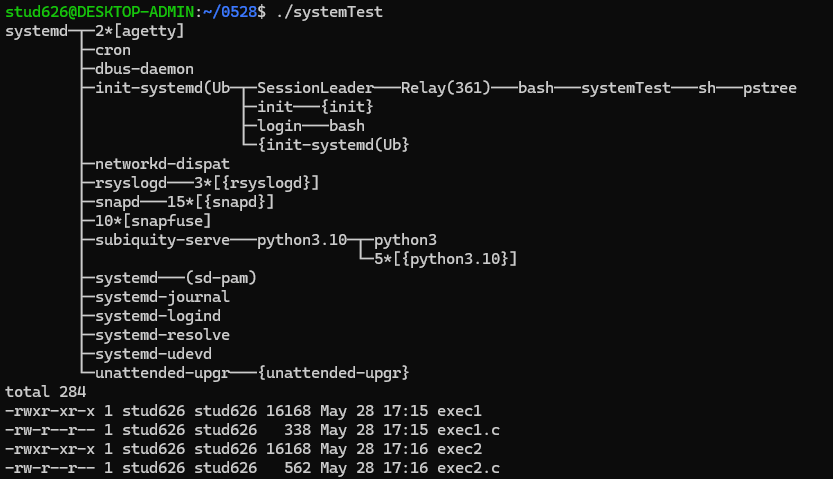 stud626@DESKTOP-ADMIN:~/0528$ ./systemTest
systemd─┬─2*[agetty]
        ├─cron
        ├─dbus-daemon
        ├─init-systemd(Ub─┬─SessionLeader───Relay(361)───bash───systemTest───sh───pstree
        │                 ├─init───{init}
        │                 ├─login───bash
        │                 └─{init-systemd(Ub}
        ├─networkd-dispat
        ├─rsyslogd───3*[{rsyslogd}]
        ├─snapd───15*[{snapd}]
        ├─10*[snapfuse]
        ├─subiquity-serve───python3.10─┬─python3
        │                              └─5*[{python3.10}]
        ├─systemd───(sd-pam)
        ├─systemd-journal
        ├─systemd-logind
        ├─systemd-resolve
        ├─systemd-udevd
        └─unattended-upgr───{unattended-upgr}
total 284
-rwxr-xr-x 1 stud626 stud626 16168 May 28 17:15 exec1
-rw-r--r-- 1 stud626 stud626   338 May 28 17:15 exec1.c
-rwxr-xr-x 1 stud626 stud626 16168 May 28 17:16 exec2
-rw-r--r-- 1 stud626 stud626   562 May 28 17:16 exec2.c